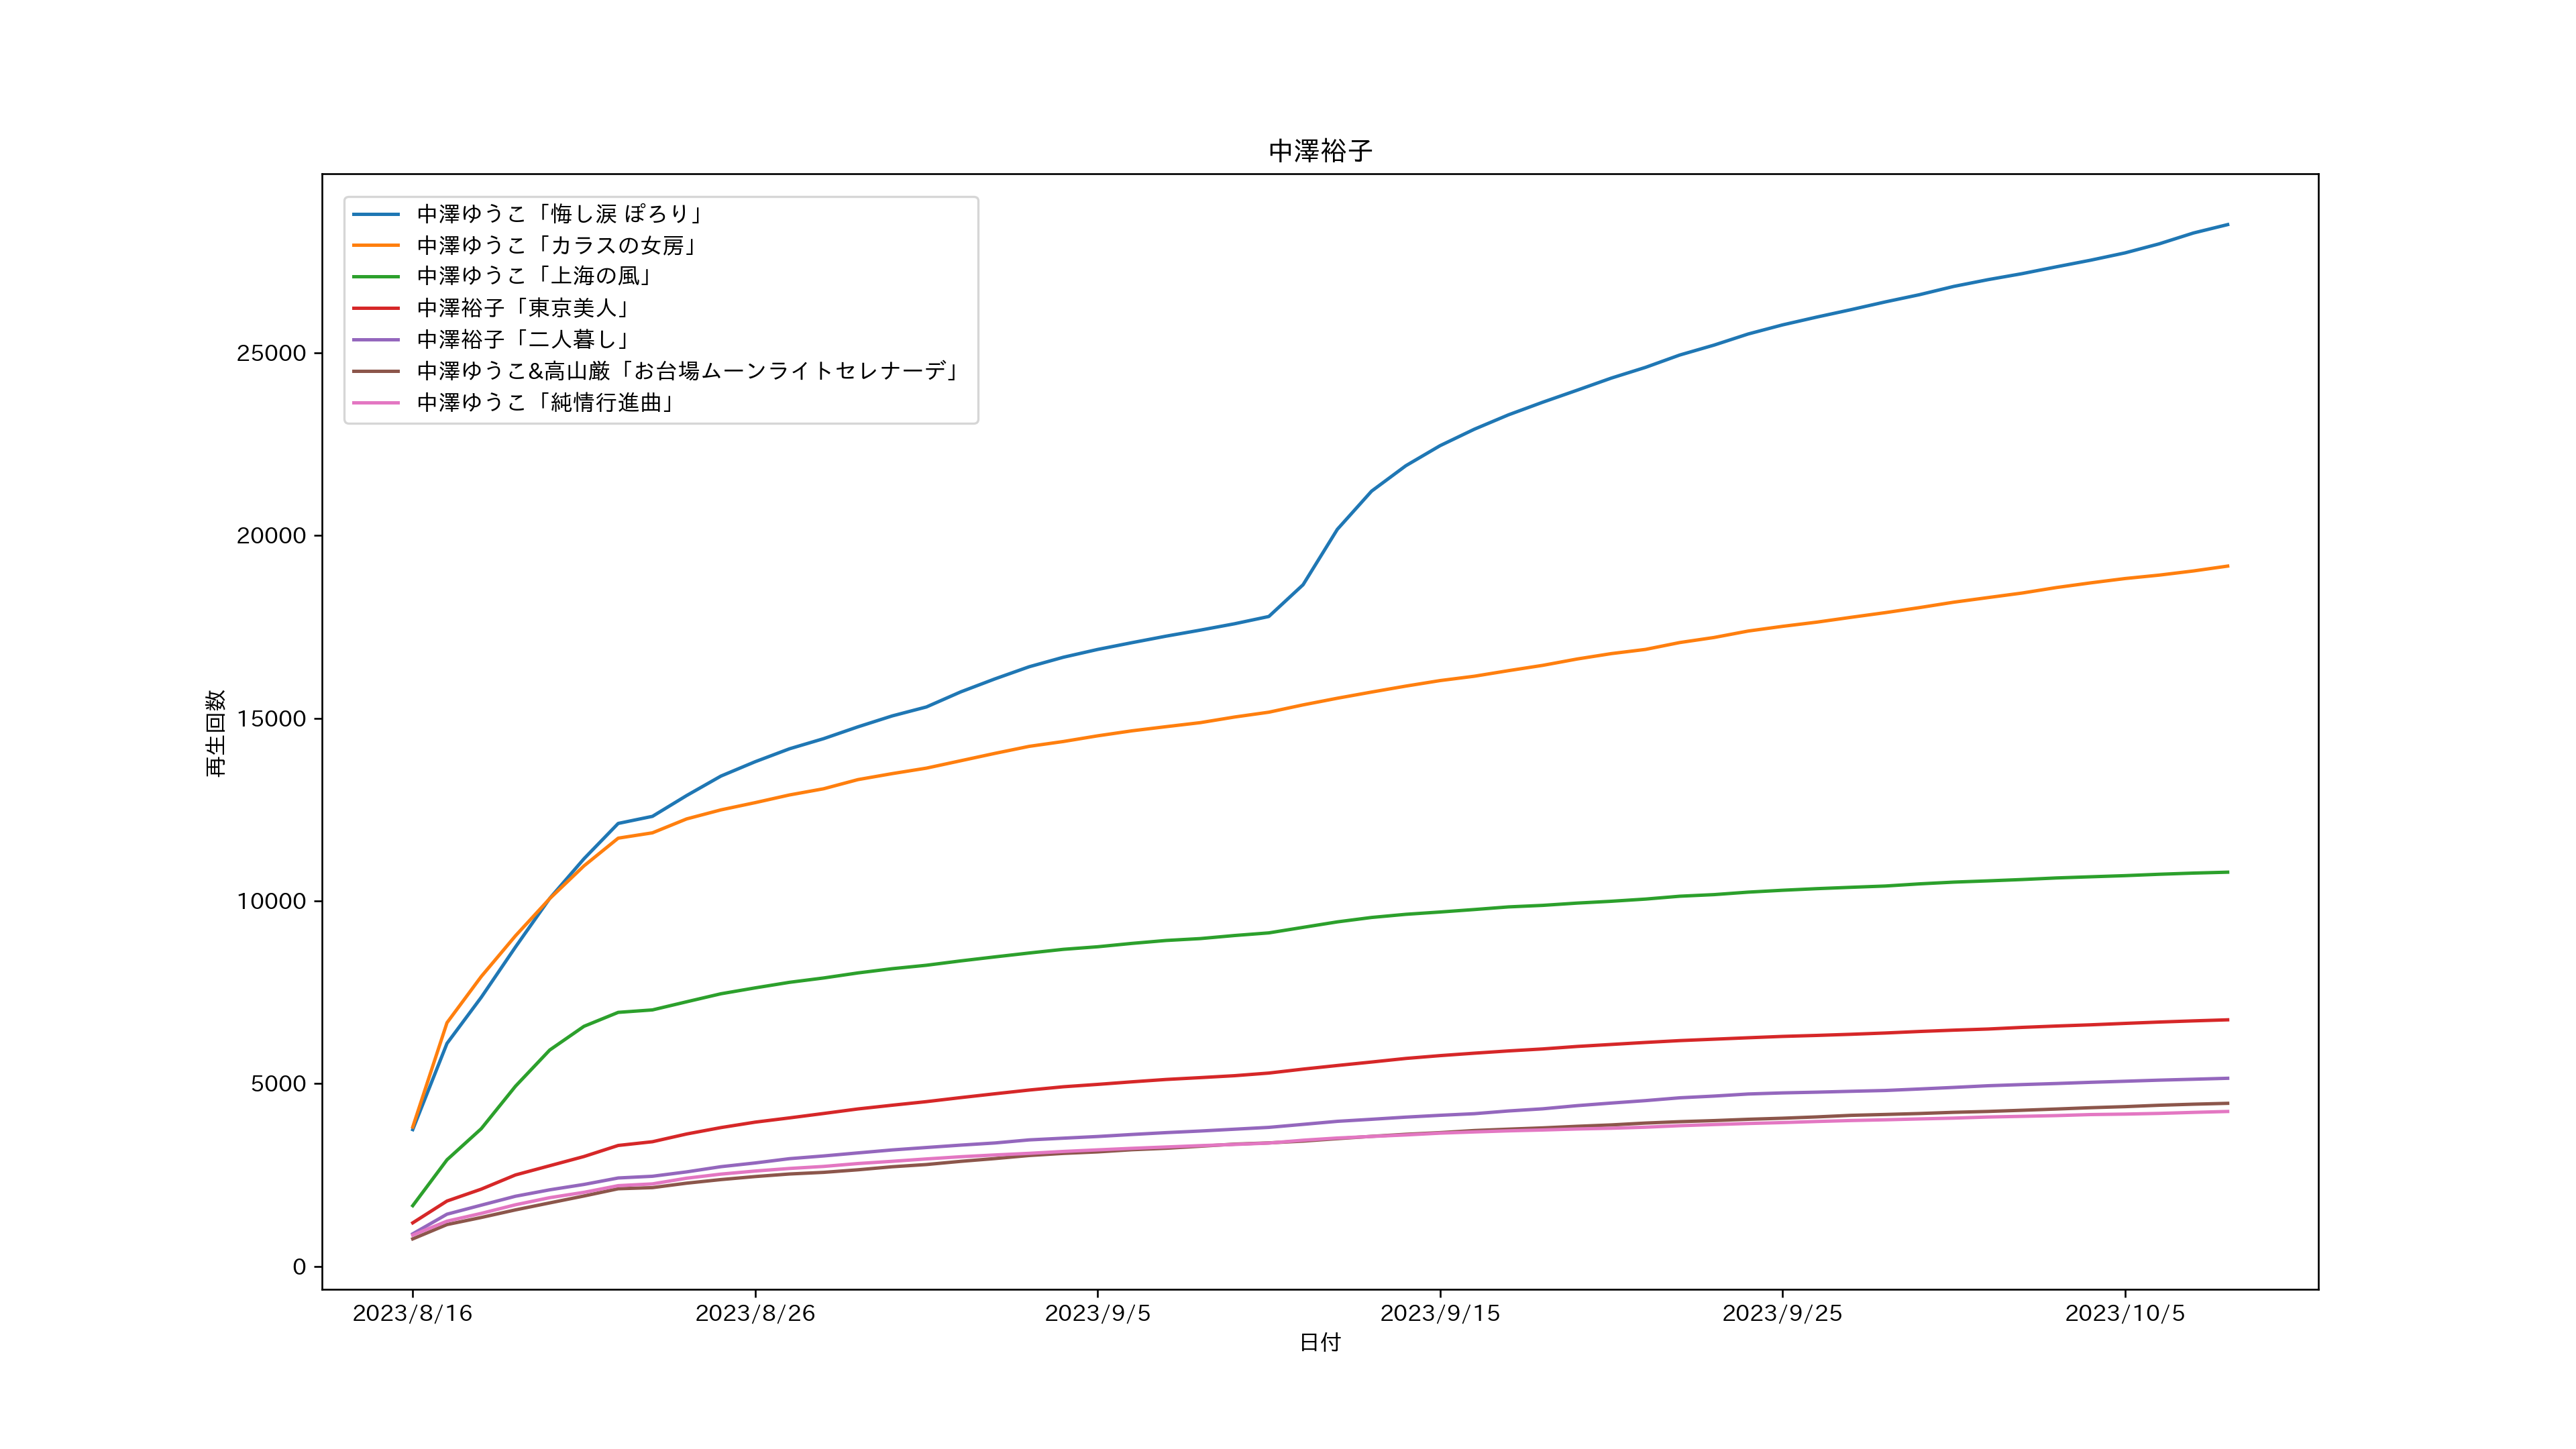 中澤裕子
中澤ゆうこ「悔し涙 ぽろり」
中澤ゆうこ「カラスの女房」
中澤ゆうこ「上海の風」
中澤裕子「東京美人」
中澤裕子「二人暮し」
中澤ゆうこ&高山厳「お台場ムーンライトセレナーデ」
中澤ゆうこ「純情行進曲」
再生回数
25000
20000
15000
10000
5000
0
2023/8/16 2023/8/26 2023/9/5 2023/9/15 2023/9/25 2023/10/5
日付